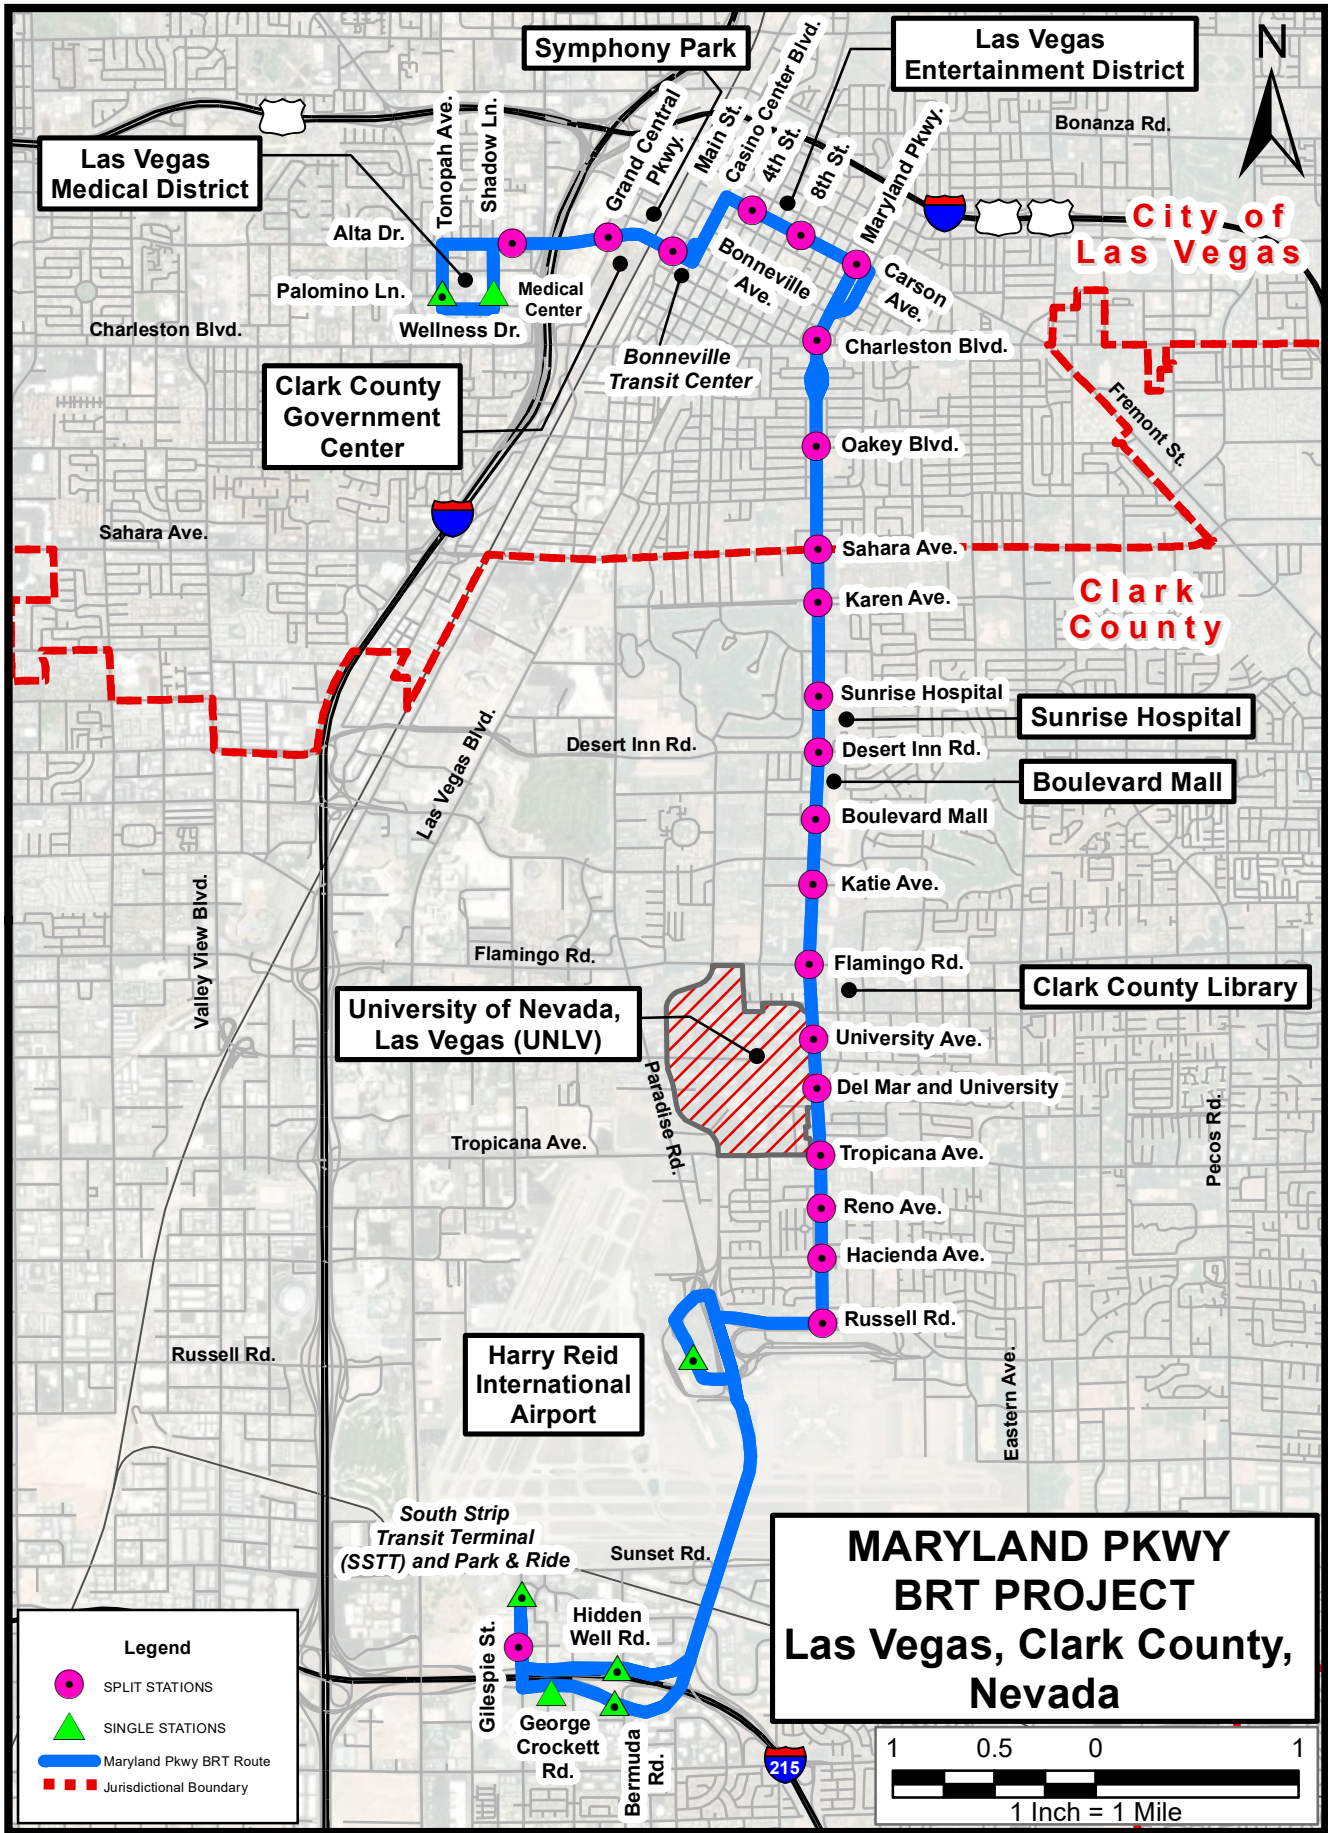 Symphony Park
Las Vegas
Entertainment District
N
Bonanza Rd.
Las Vegas
Medical District
Tonopah Ave.
Shadow Ln.
Grand Central
Pkwy.
Main St.
Casino Center Blvd.
4th St.
8th St.
Maryland Pkwy.
City of
Las Vegas
Alta Dr.
Palomino Ln.
Medical
Center
Wellness Dr.
Charleston Blvd.
Bonneville
Ave.
Carson
Ave.
Charleston Blvd.
Bonneville
Transit Center
Clark County
Government
Center
Fremont St.
Oakey Blvd.
Sahara Ave.
Sahara Ave.
Clark
County
Karen Ave.
Sunrise Hospital
Sunrise Hospital
Las Vegas Blvd.
Desert Inn Rd.
Desert Inn Rd.
Boulevard Mall
Boulevard Mall
Katie Ave.
Valley View Blvd.
Flamingo Rd.
Flamingo Rd.
Clark County Library
University of Nevada,
Las Vegas (UNLV)
University Ave.
Paradise Rd.
Del Mar and University
Pecos Rd.
Tropicana Ave.
Tropicana Ave.
Reno Ave.
Hacienda Ave.
Russell Rd.
Russell Rd.
Harry Reid
International
Airport
Eastern Ave.
South Strip
Transit Terminal
(SSTT) and Park & Ride
Sunset Rd.
Gilespie St.
Hidden
Well Rd.
George
Crockett
Rd.
Bermuda
Rd.
215
MARYLAND PKWY
BRT PROJECT
Las Vegas, Clark County,
Nevada
Legend
SPLIT STATIONS
SINGLE STATIONS
Maryland Pkwy BRT Route
Jurisdictional Boundary
1 0.5 0 1
1 Inch = 1 Mile